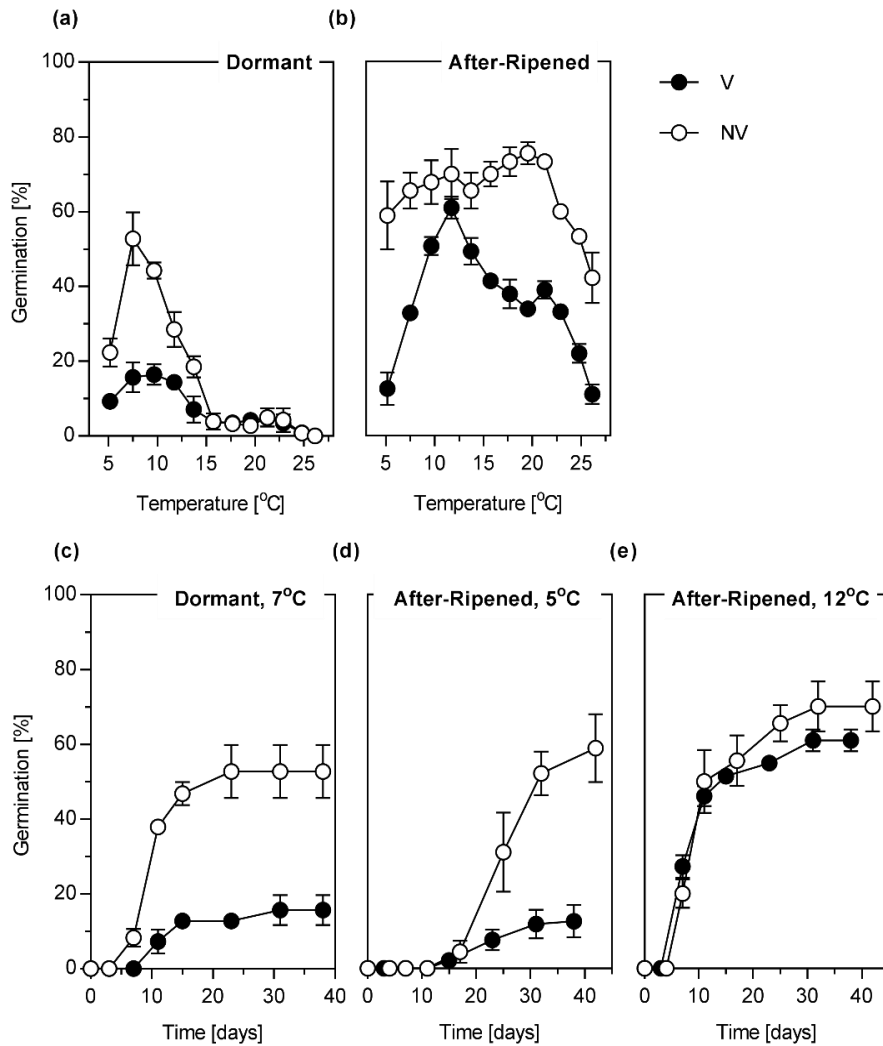 (a)
(b)
Dormant
After-Ripened
V
NV
100
80
60
40
20
0
Germination [%]
5 10 15 20 25
5 10 15 20 25
Temperature [°C]
Temperature [°C]
(c)
(d)
(e)
Dormant, 7°C
After-Ripened, 5°C
After-Ripened, 12°C
100
80
60
40
20
0
Germination [%]
0 10 20 30 40
0 10 20 30 40
0 10 20 30 40
Time [days]
Time [days]
Time [days]